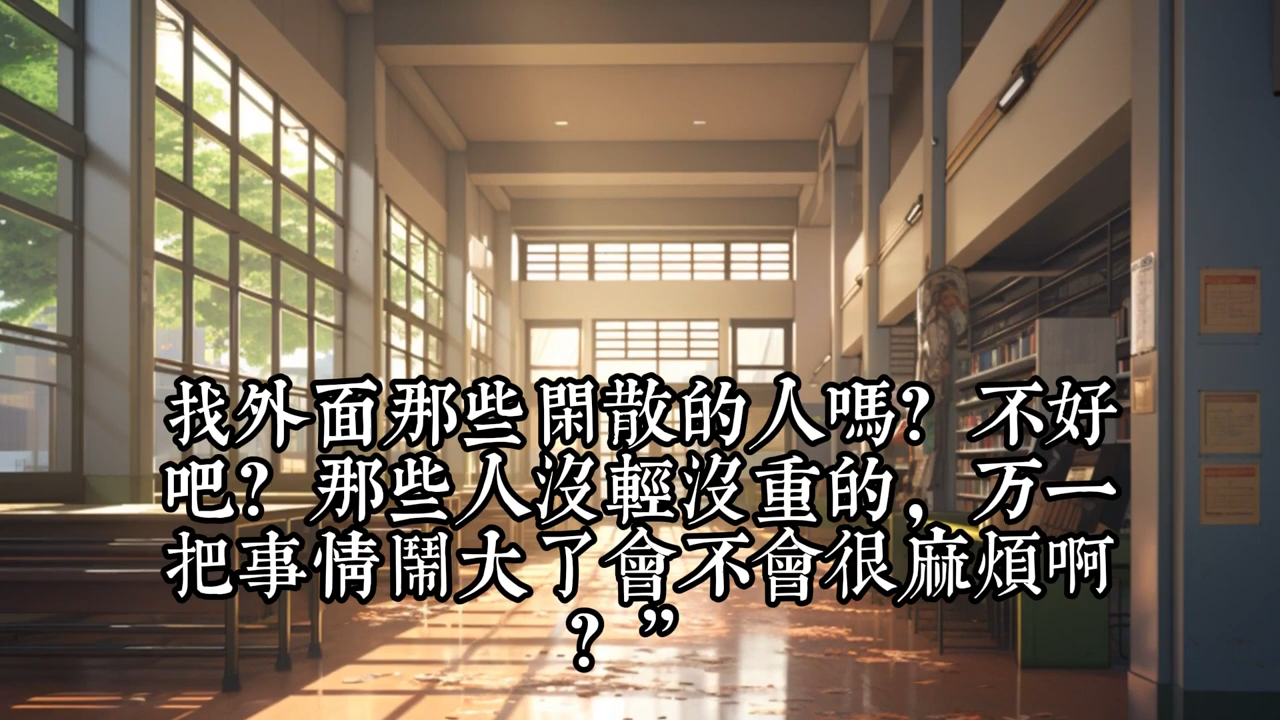 找外面那些閑散的人嗎？不好
吧？那些人沒輕沒重的，万一
把事情鬧大了會不會很麻煩啊
？”